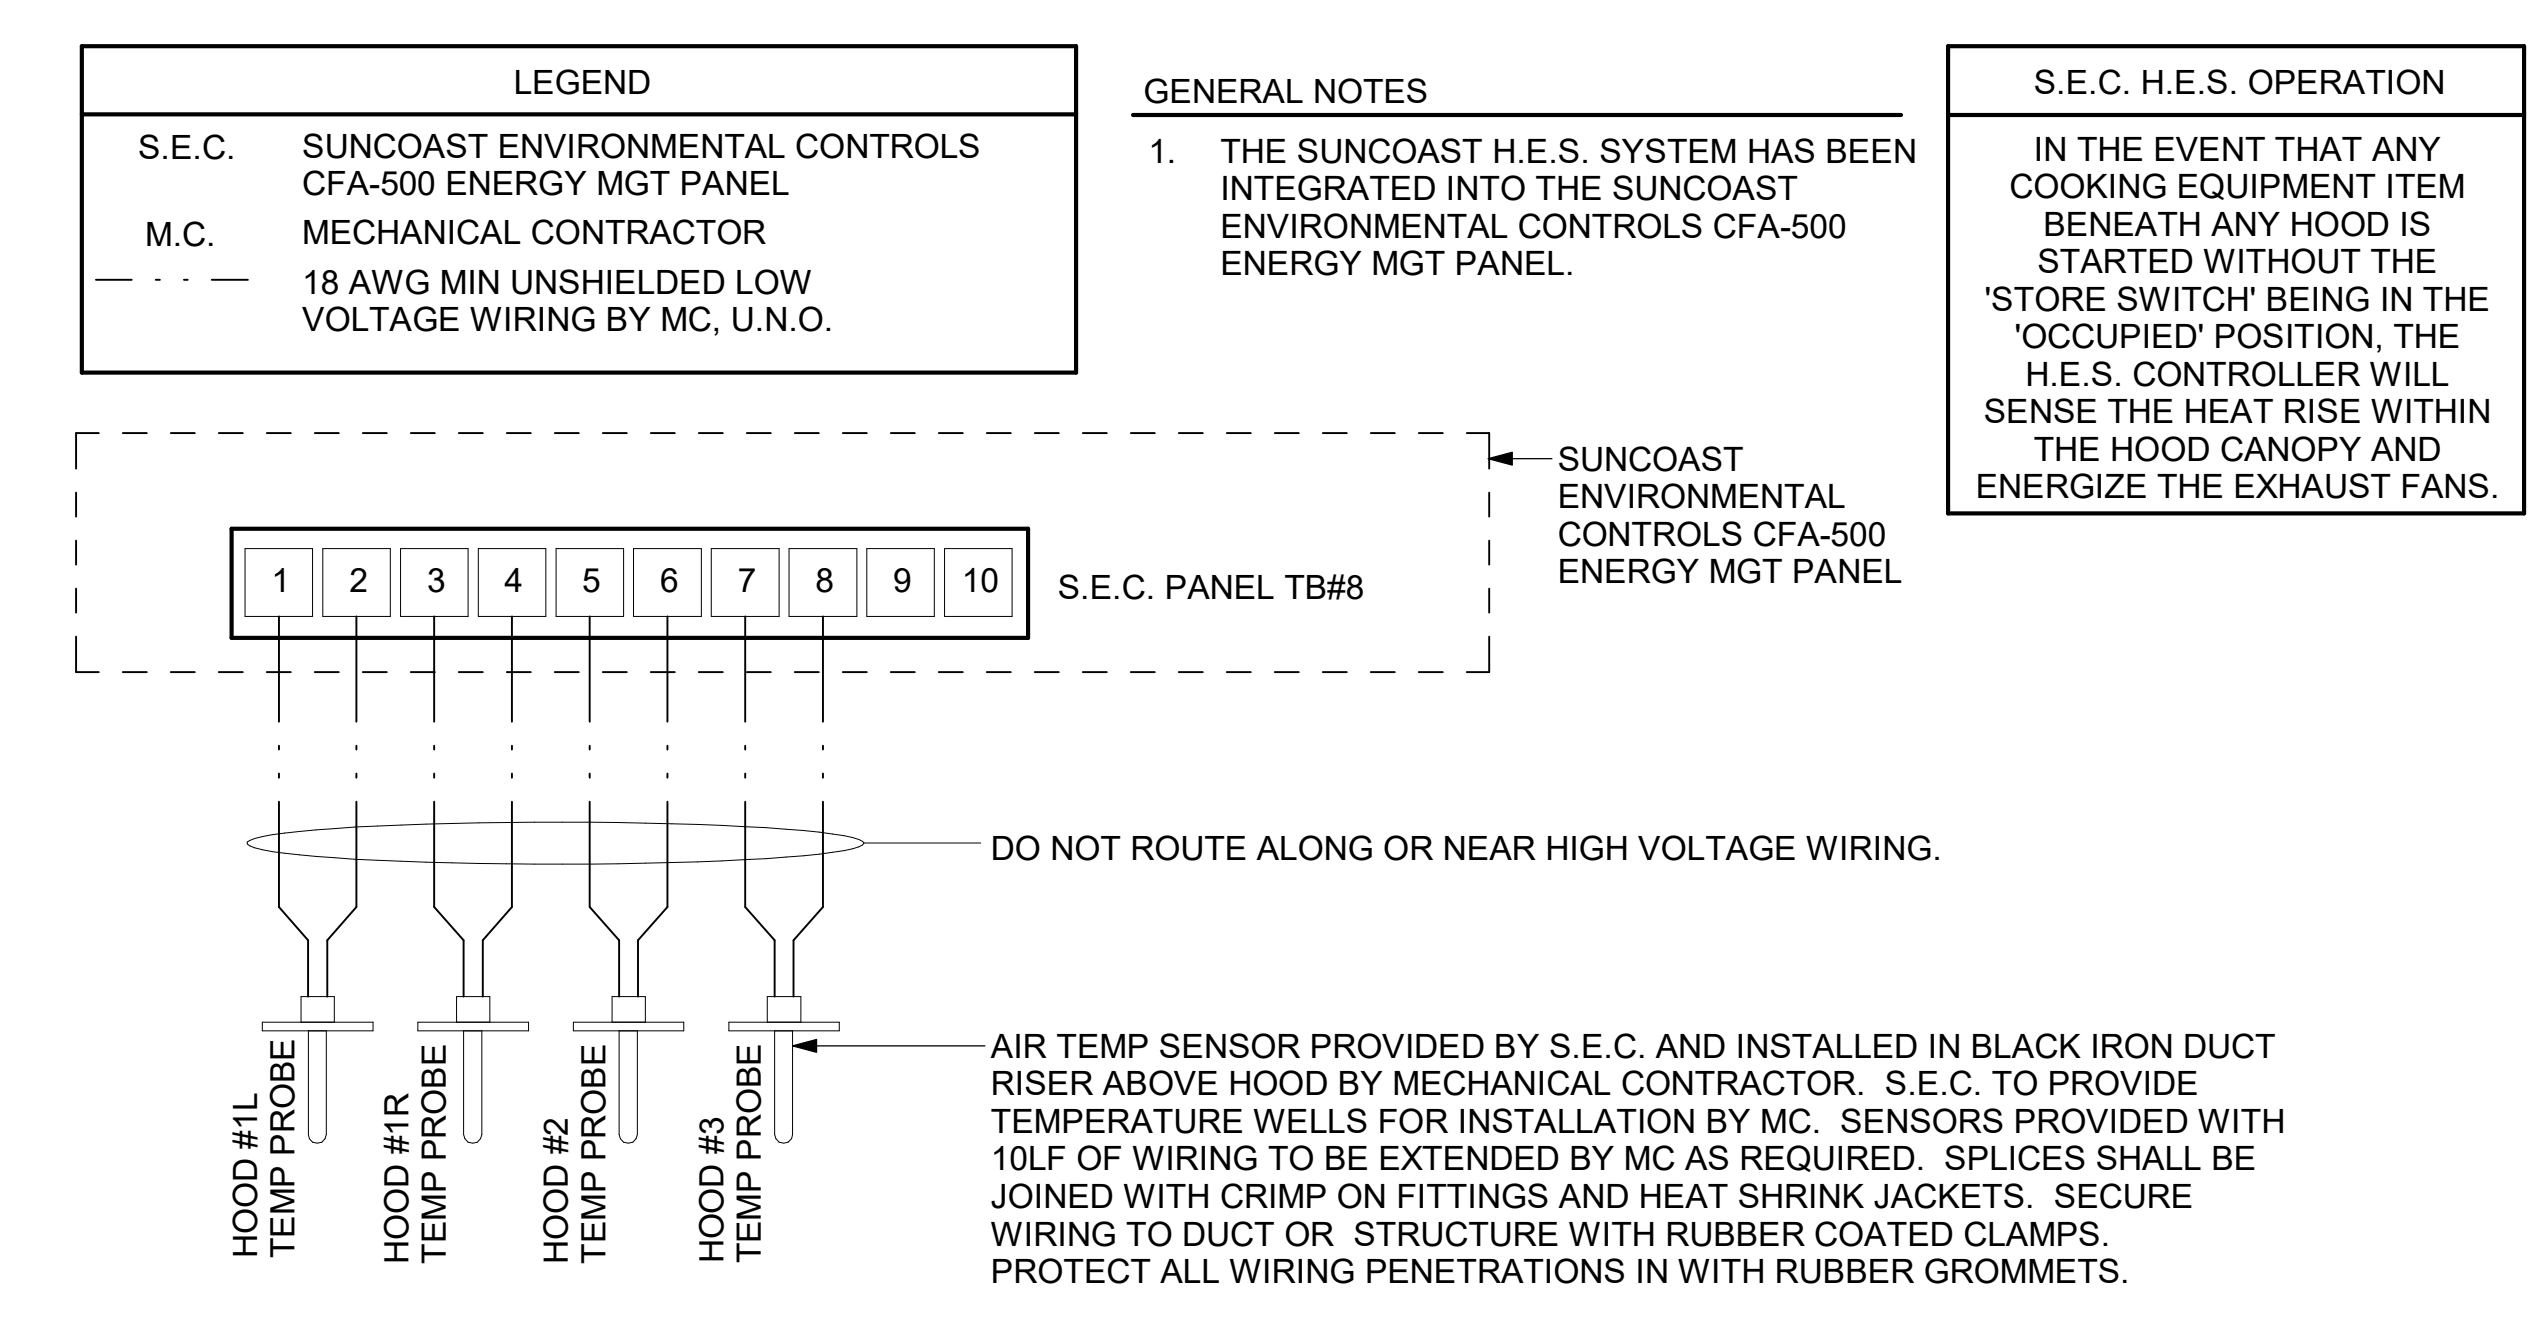 LEGEND
S.E.C. SUNCOAST ENVIRONMENTAL CONTROLS
CFA-500 ENERGY MGT PANEL
M.C. MECHANICAL CONTRACTOR
18 AWG MIN UNSHIELDED LOW
VOLTAGE WIRING BY MC, U.N.O.
GENERAL NOTES
1. THE SUNCOAST H.E.S. SYSTEM HAS BEEN
INTEGRATED INTO THE SUNCOAST
ENVIRONMENTAL CONTROLS CFA-500
ENERGY MGT PANEL.
S.E.C. H.E.S. OPERATION
IN THE EVENT THAT ANY
COOKING EQUIPMENT ITEM
BENEATH ANY HOOD IS
STARTED WITHOUT THE
'STORE SWITCH' BEING IN THE
'OCCUPIED' POSITION, THE
H.E.S. CONTROLLER WILL
SENSE THE HEAT RISE WITHIN
THE HOOD CANOPY AND
ENERGIZE THE EXHAUST FANS.
SUNCOAST
ENVIRONMENTAL
CONTROLS CFA-500
ENERGY MGT PANEL
1 2 3 4 5 6 7 8 9 10
S.E.C. PANEL TB#8
DO NOT ROUTE ALONG OR NEAR HIGH VOLTAGE WIRING.
HOOD #1L
TEMP PROBE
HOOD #1R
TEMP PROBE
HOOD #2
TEMP PROBE
HOOD #3
TEMP PROBE
AIR TEMP SENSOR PROVIDED BY S.E.C. AND INSTALLED IN BLACK IRON DUCT
RISER ABOVE HOOD BY MECHANICAL CONTRACTOR. S.E.C. TO PROVIDE
TEMPERATURE WELLS FOR INSTALLATION BY MC. SENSORS PROVIDED WITH
10LF OF WIRING TO BE EXTENDED BY MC AS REQUIRED. SPLICES SHALL BE
JOINED WITH CRIMP ON FITTINGS AND HEAT SHRINK JACKETS. SECURE
WIRING TO DUCT OR STRUCTURE WITH RUBBER COATED CLAMPS.
PROTECT ALL WIRING PENETRATIONS IN WITH RUBBER GROMMETS.